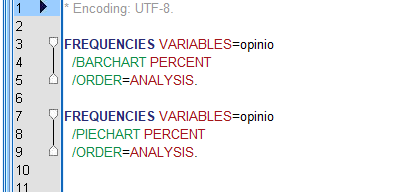 1 * Encoding: UTF-8.
2
3 FREQUENCIES VARIABLES=opinio
4 /BARCHART PERCENT
5 /ORDER=ANALYSIS.
6
7 FREQUENCIES VARIABLES=opinio
8 /PIECHART PERCENT
9 /ORDER=ANALYSIS.
10
11